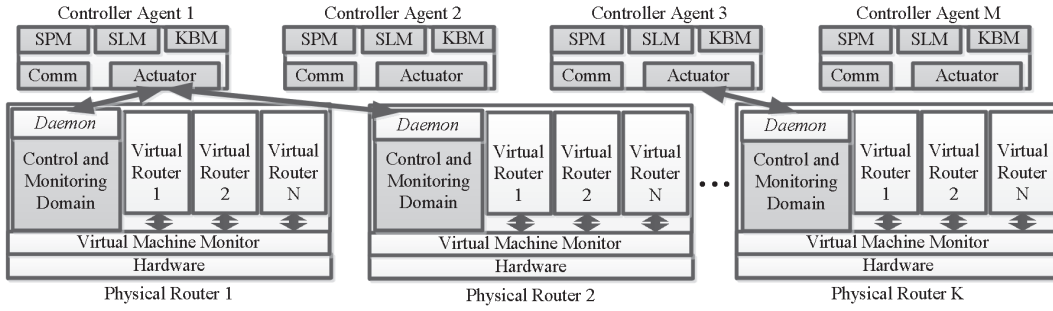 Controller Agent 1 Controller Agent 2 Controller Agent 3 Controller Agent M
SPM SLM KBM SPM SLM KBM SPM SLM KBM SPM SLM KBM
Comm Actuator Comm Actuator Comm Actuator Comm Actuator
Daemon Daemon Daemon
Control and Monitoring Domain
Virtual Router 1
Virtual Router 2
Virtual Router N
Control and Monitoring Domain
Virtual Router 1
Virtual Router 2
Virtual Router N
...
Control and Monitoring Domain
Virtual Router 1
Virtual Router 2
Virtual Router N
Virtual Machine Monitor Virtual Machine Monitor Virtual Machine Monitor
Hardware Hardware Hardware
Physical Router 1 Physical Router 2 Physical Router K